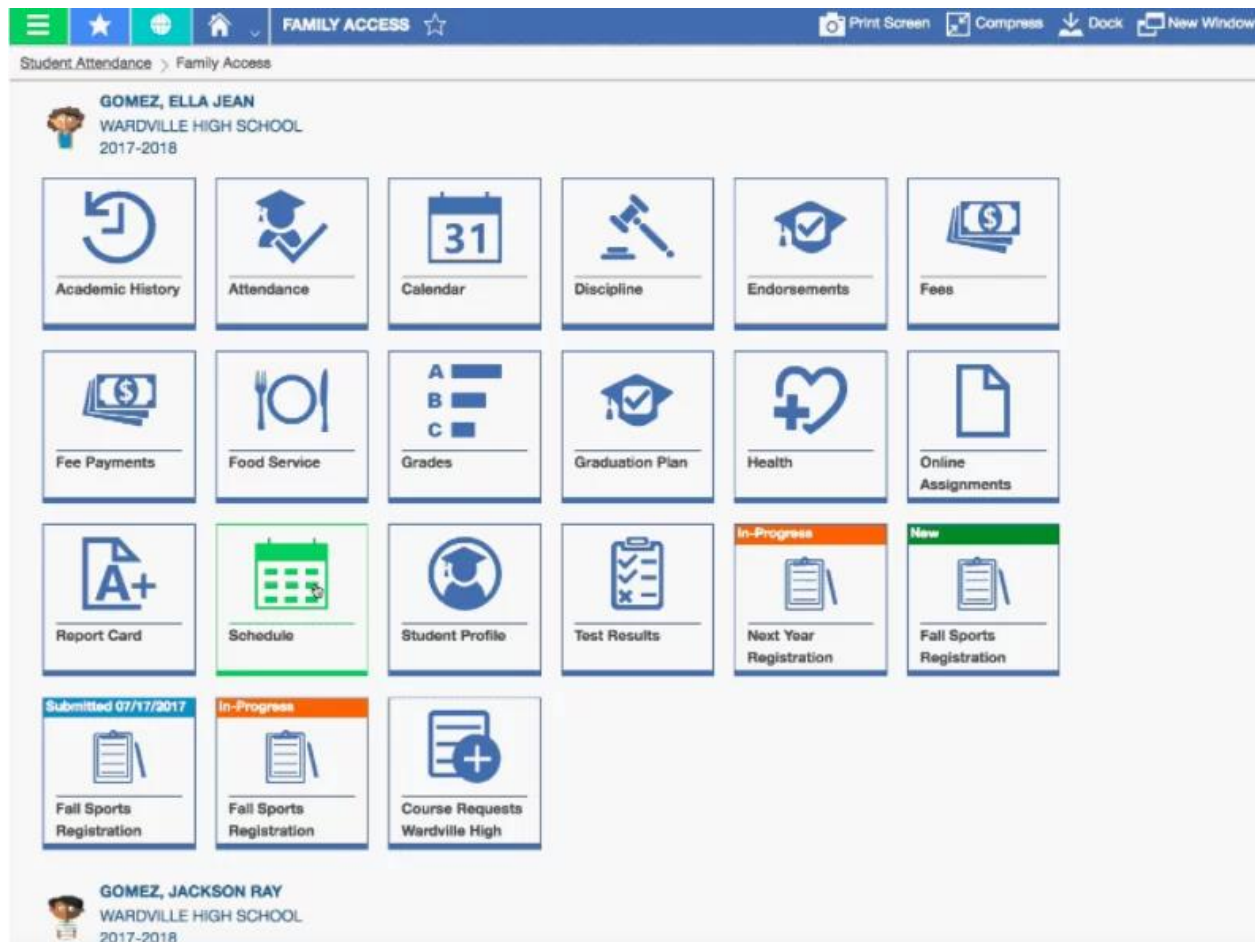 FAMILY ACCESS
Print Screen
Compress
Dock
New Window
Student Attendance > Family Access
GOMEZ, ELLA JEAN
WARDVILLE HIGH SCHOOL
2017-2018
31
Academic History
Attendance
Calendar
Discipline
Endorsements
Fees
A
B
C
Fee Payments
Food Service
Grades
Graduation Plan
Health
Online
Assignments
In-Progress
New
A+
Report Card
Schedule
Student Profile
Test Results
Next Year
Registration
Fall Sports
Registration
Submitted 07/17/2017
In-Progress
Fall Sports
Registration
Fall Sports
Registration
Course Requests
Wardville High
GOMEZ, JACKSON RAY
WARDVILLE HIGH SCHOOL
2017-2018